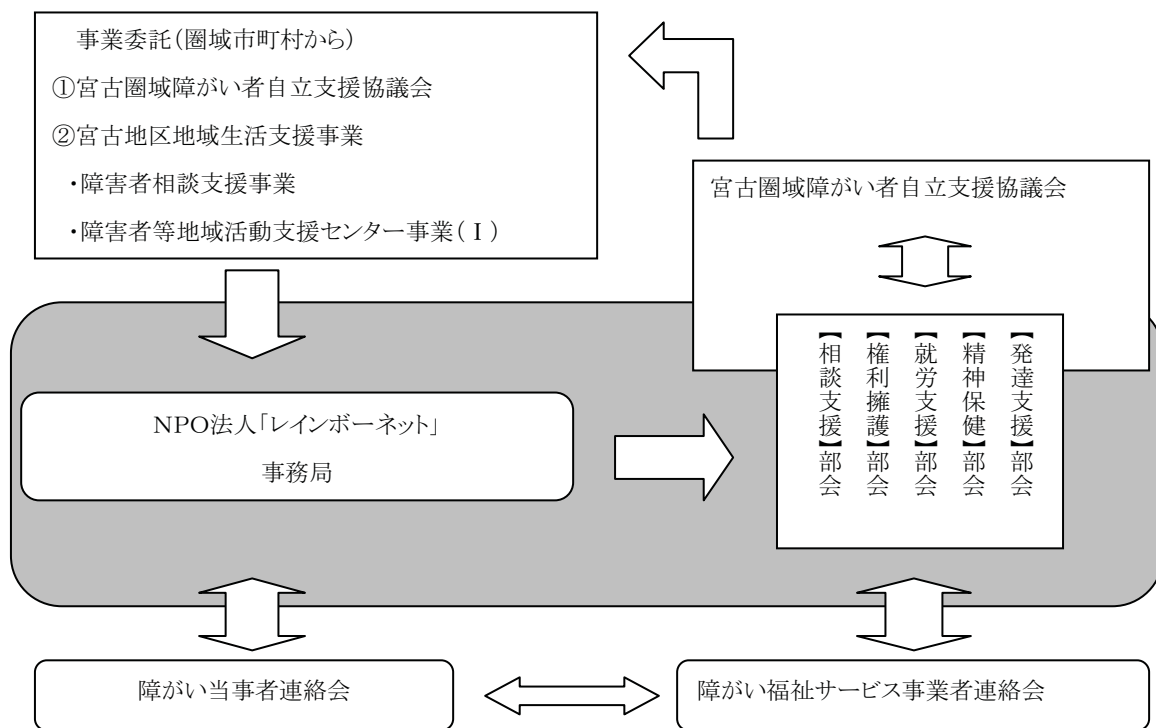 事業委託(圏域市町村から)
①宮古圏域障がい者自立支援協議会
②宮古地区地域生活支援事業
・障害者相談支援事業
・障害者等地域活動支援センター事業(Ⅰ)
宮古圏域障がい者自立支援協議会
【発達支援】部会
【精神保健】部会
【就労支援】部会
【権利擁護】部会
【相談支援】部会
NPO法人「レインボーネット」
事務局
障がい当事者連絡会
障がい福祉サービス事業者連絡会